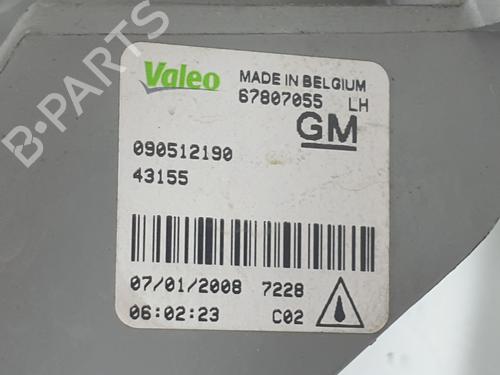 Valeo MADE IN BELGIUM
67807055 LH
GM
090512190
43155
07/01/2008 7228
06:02:23 C02
B-PARTS